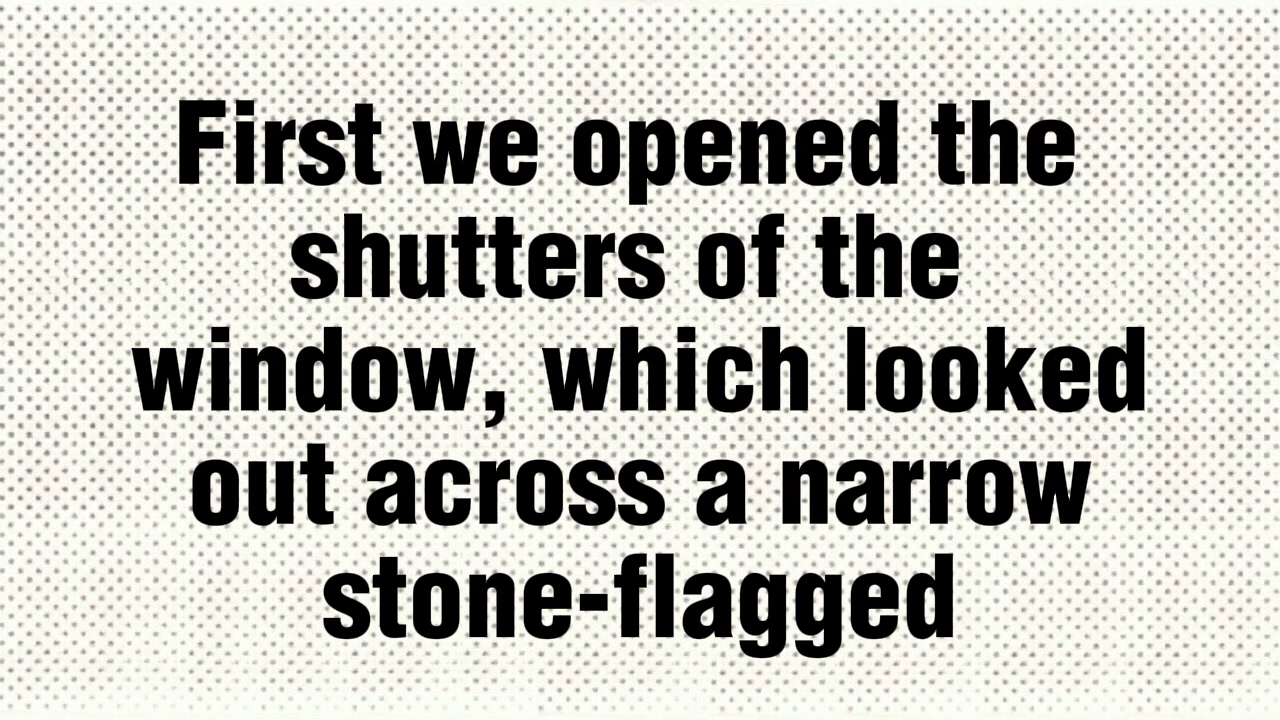 First we opened the
shutters of the
window, which looked
out across a narrow
stone-flagged